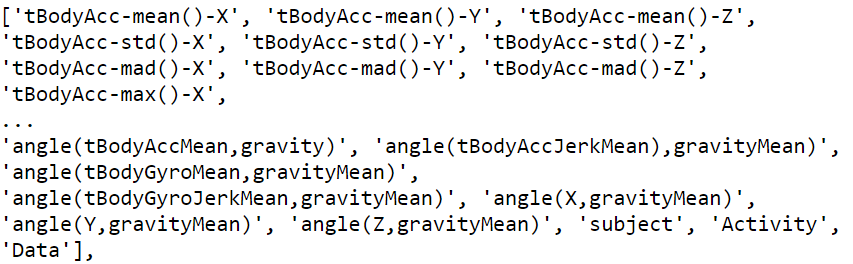 ['tBodyAcc-mean()-X', 'tBodyAcc-mean()-Y', 'tBodyAcc-mean()-Z',
'tBodyAcc-std()-X', 'tBodyAcc-std()-Y', 'tBodyAcc-std()-Z',
'tBodyAcc-mad()-X', 'tBodyAcc-mad()-Y', 'tBodyAcc-mad()-Z',
'tBodyAcc-max()-X',
...
'angle(tBodyAccMean,gravity)', 'angle(tBodyAccJerkMean),gravityMean)',
'angle(tBodyGyroMean,gravityMean)',
'angle(tBodyGyroJerkMean,gravityMean)', 'angle(X,gravityMean)',
'angle(Y,gravityMean)', 'angle(Z,gravityMean)', 'subject', 'Activity',
'Data'],